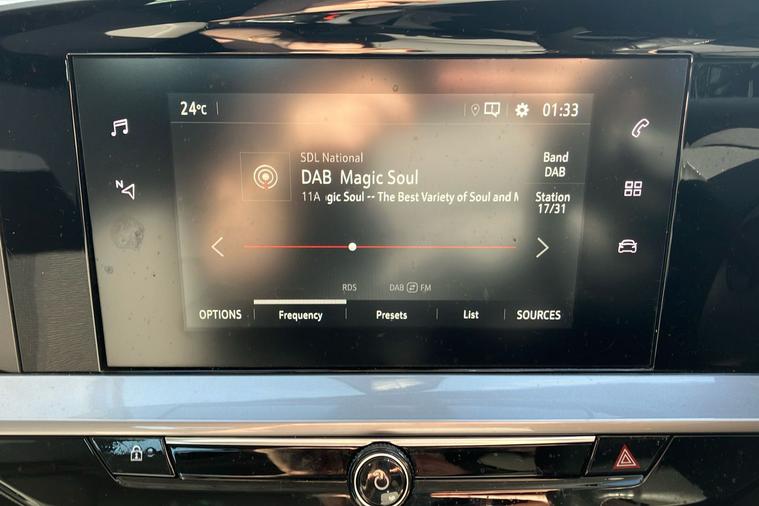 24°C
01:33
SDL National
DAB Magic Soul
11A gic Soul -- The Best Variety of Soul and M
Band
DAB
Station
17/31
N
RDS
DAB FM
OPTIONS
Frequency
Presets
List
SOURCES